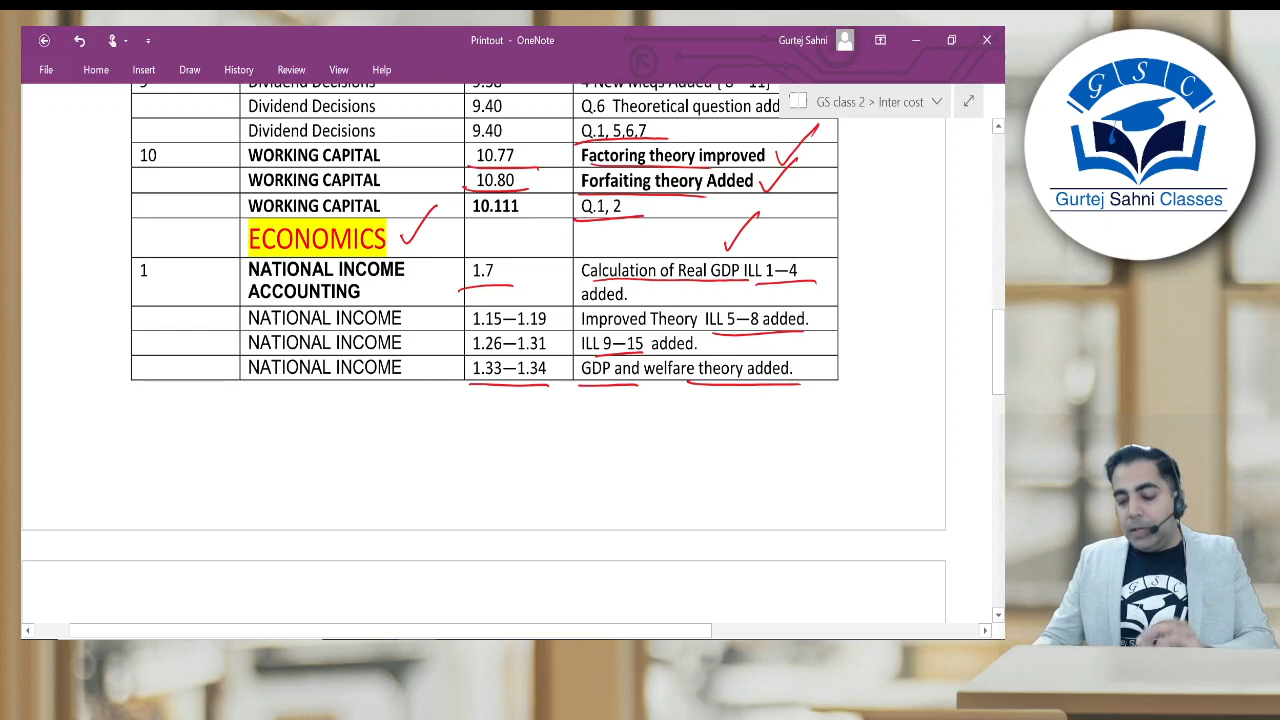 Printout - OneNote
Gurtej Sahni
File Home Insert Draw History Review View Help
GS class 2 > Inter cost
Dividend Decisions 9.40 Q.6 Theoretical question add
Dividend Decisions 9.40 Q.1, 5,6,7
10 WORKING CAPITAL 10.77 Factoring theory improved
WORKING CAPITAL 10.80 Forfaiting theory Added
WORKING CAPITAL 10.111 Q.1, 2
ECONOMICS
1 NATIONAL INCOME 1.7 Calculation of Real GDP ILL 1—4
ACCOUNTING added.
NATIONAL INCOME 1.15—1.19 Improved Theory ILL 5—8 added.
NATIONAL INCOME 1.26—1.31 ILL 9—15 added.
NATIONAL INCOME 1.33—1.34 GDP and welfare theory added.
G S C
Gurtej Sahni Classes
GSC